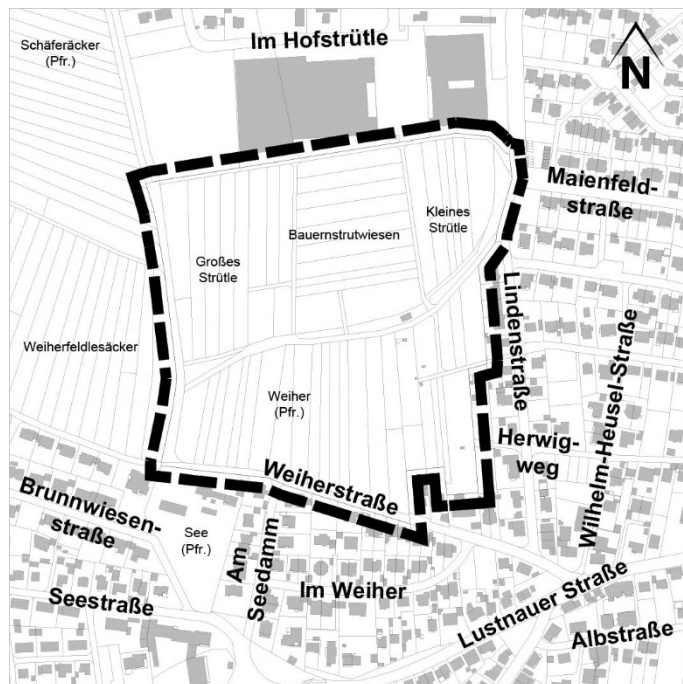 Im Hofstrütle
Schäferäcker
(Pfr.)
N
Maienfeld-
straße
Kleines
Strütle
Bauernstrutwiesen
Großes
Strütle
Lindenstraße
Weiherfeldlesäcker
Wilhelm-Heusel-Straße
Weiher
(Pfr.)
Herwig-
weg
Weiherstraße
Brunnwiesen-
straße
See
(Pfr.)
Am
Seedamm
Im Weiher
Seestraße
Lustnauer Straße
Albstraße